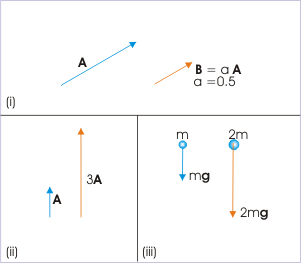 A
B = a A
a =0.5
(i)
3A
A
(ii)
m 2m
mg
2mg
(iii)